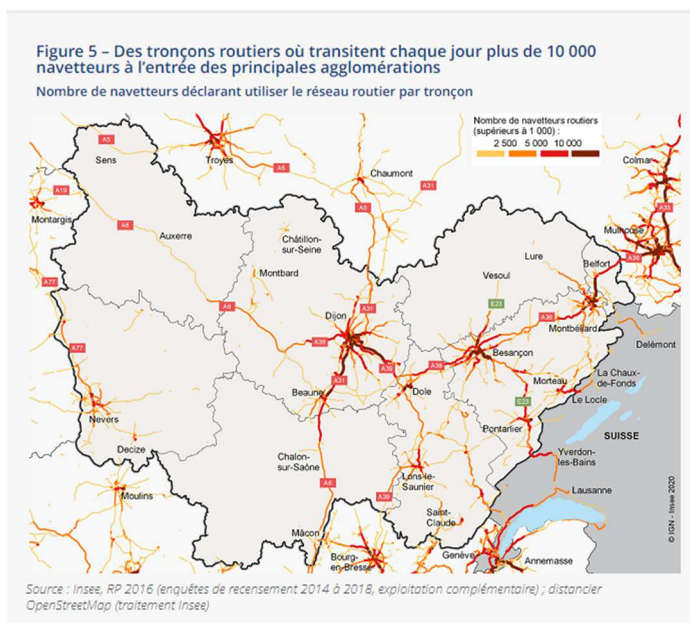 Figure 5 – Des tronçons routiers où transitent chaque jour plus de 10 000
navetteurs à l'entrée des principales agglomérations
Nombre de navetteurs déclarant utiliser le réseau routier par tronçon
Nombre de navetteurs routiers
(supérieurs à 1 000) :
2 500 5 000 10 000
A5
Sens
Troyes
A5
Chaumont
A31
Colmar
A19
Montargis
A5
A35
A6
Auxerre
Châtillon-
sur-Seine
Mulhouse
Lure
Belfort
A36
Montbard
Vesoul
A77
E23
A6
A31
Dijon
A36
Montbéliard
A77
A38
Delémont
Besançon
A39
A36
La Chaux-
de-Fonds
A31
Morteau
Beaune
Dole
Le Locle
E23
Nevers
Pontarlier
SUISSE
Decize
Chalon-
sur-Saône
Yverdon-
les-Bains
Lons-le-
Saunier
A6
Moulins
A39
Lausanne
Saint-
Claude
Mâcon
Bourg-
en-Bresse
Genève
Annemasse
© IGN - Insee 2020
Source : Insee, RP 2016 (enquêtes de recensement 2014 à 2018, exploitation complémentaire) ; distancier
OpenStreetMap (traitement Insee)